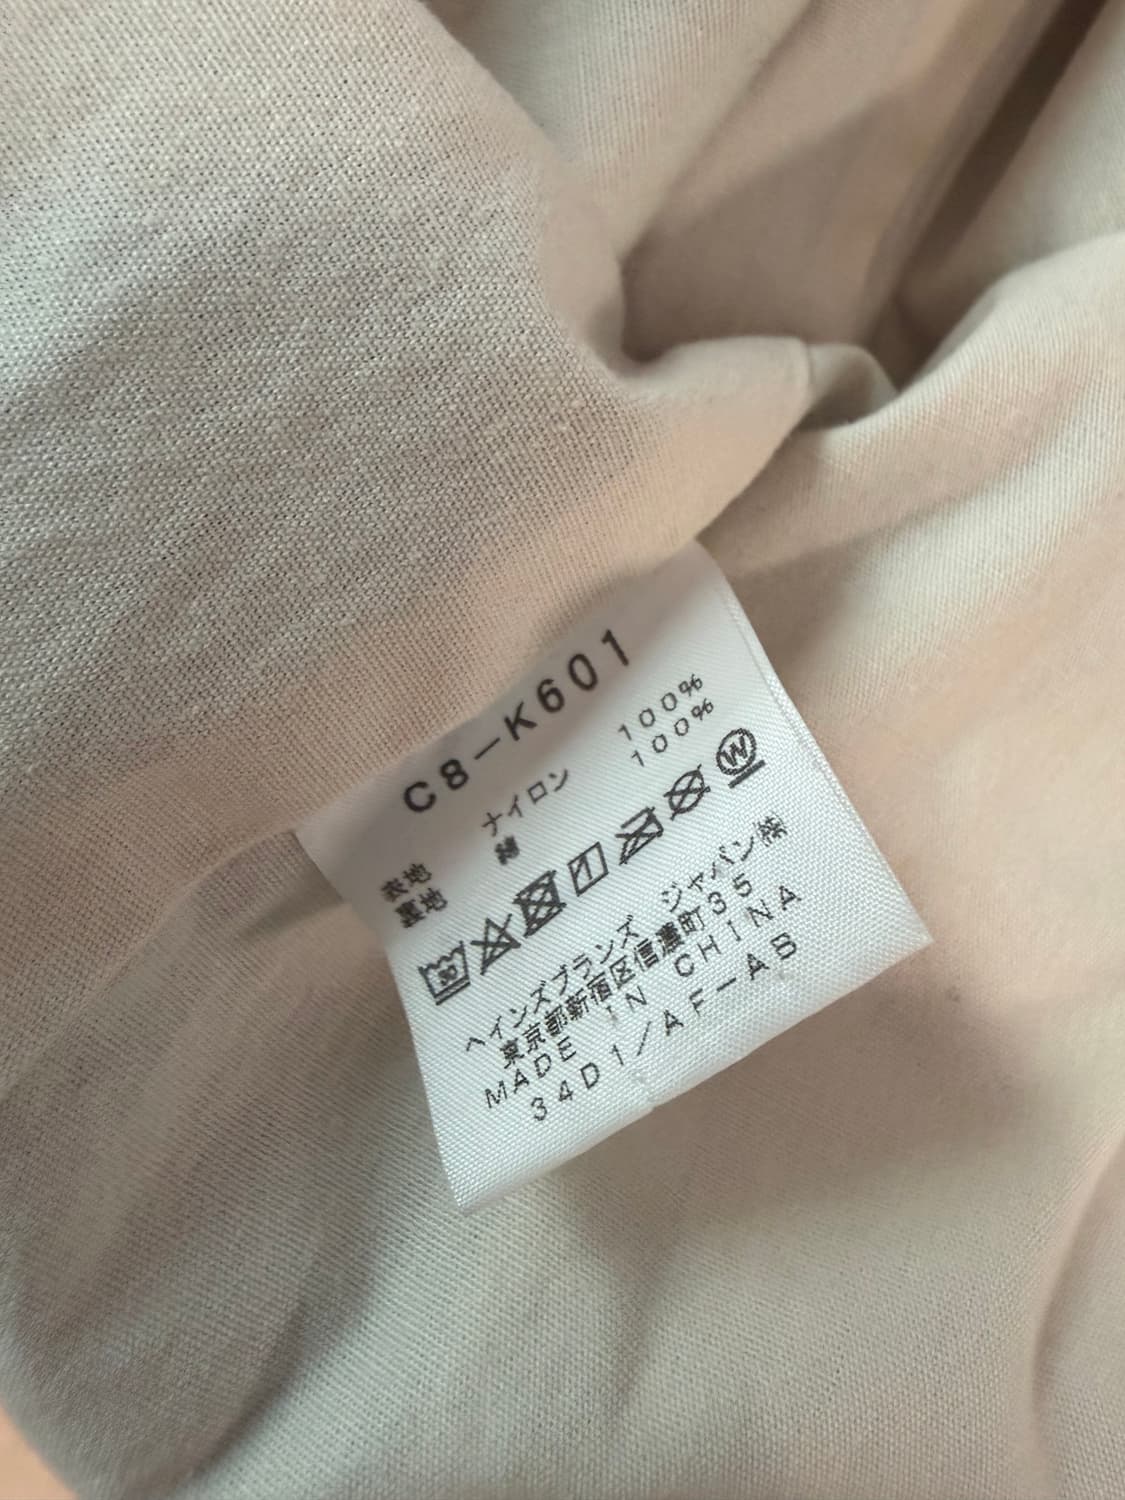 C8-K601
表地 ナイロン 100%
裏地 綿 100%
30 W
ヘインズブランズ ジャパン㈱
東京都新宿区信濃町35
MADE IN CHINA
34D1/AF-AB